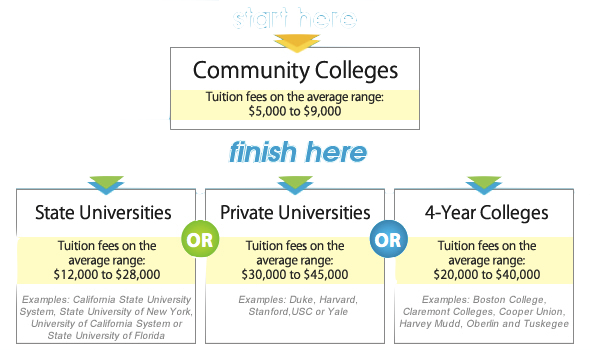 start here
Community Colleges
Tuition fees on the average range:
$5,000 to $9,000
finish here
State Universities
Tuition fees on the
average range:
$12,000 to $28,000
Examples: California State University
System, State University of New York,
University of California System or
State University of Florida
OR
Private Universities
Tuition fees on the
average range:
$30,000 to $45,000
Examples: Duke, Harvard,
Stanford,USC or Yale
OR
4-Year Colleges
Tuition fees on the
average range:
$20,000 to $40,000
Examples: Boston College,
Claremont Colleges, Cooper Union,
Harvey Mudd, Oberlin and Tuskegee